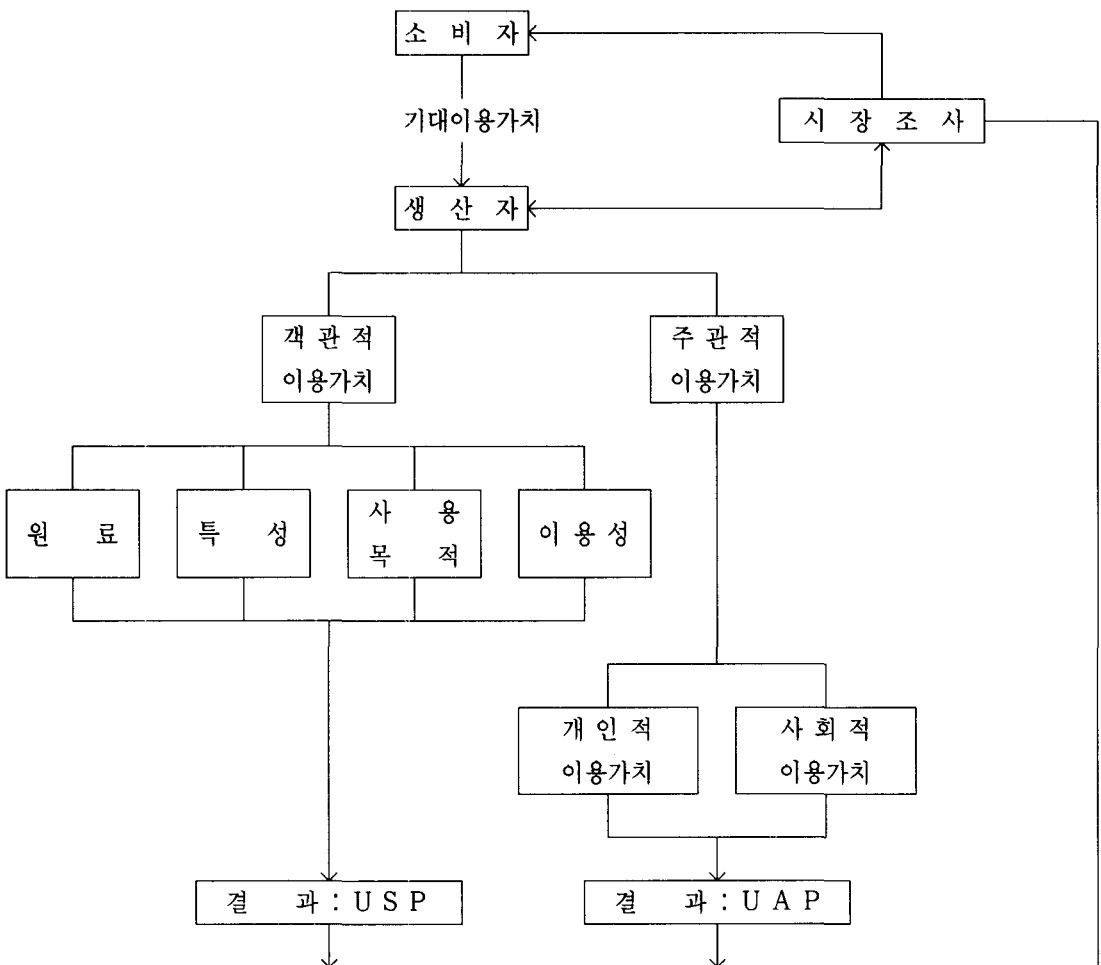 소 비 자
기대이용가치
시 장 조 사
생 산 자
객 관 적
이용가치
주 관 적
이용가치
원 료
특 성
사 용
목 적
이 용 성
개 인 적
이용가치
사 회 적
이용가치
결 과 : U S P
결 과 : U A P